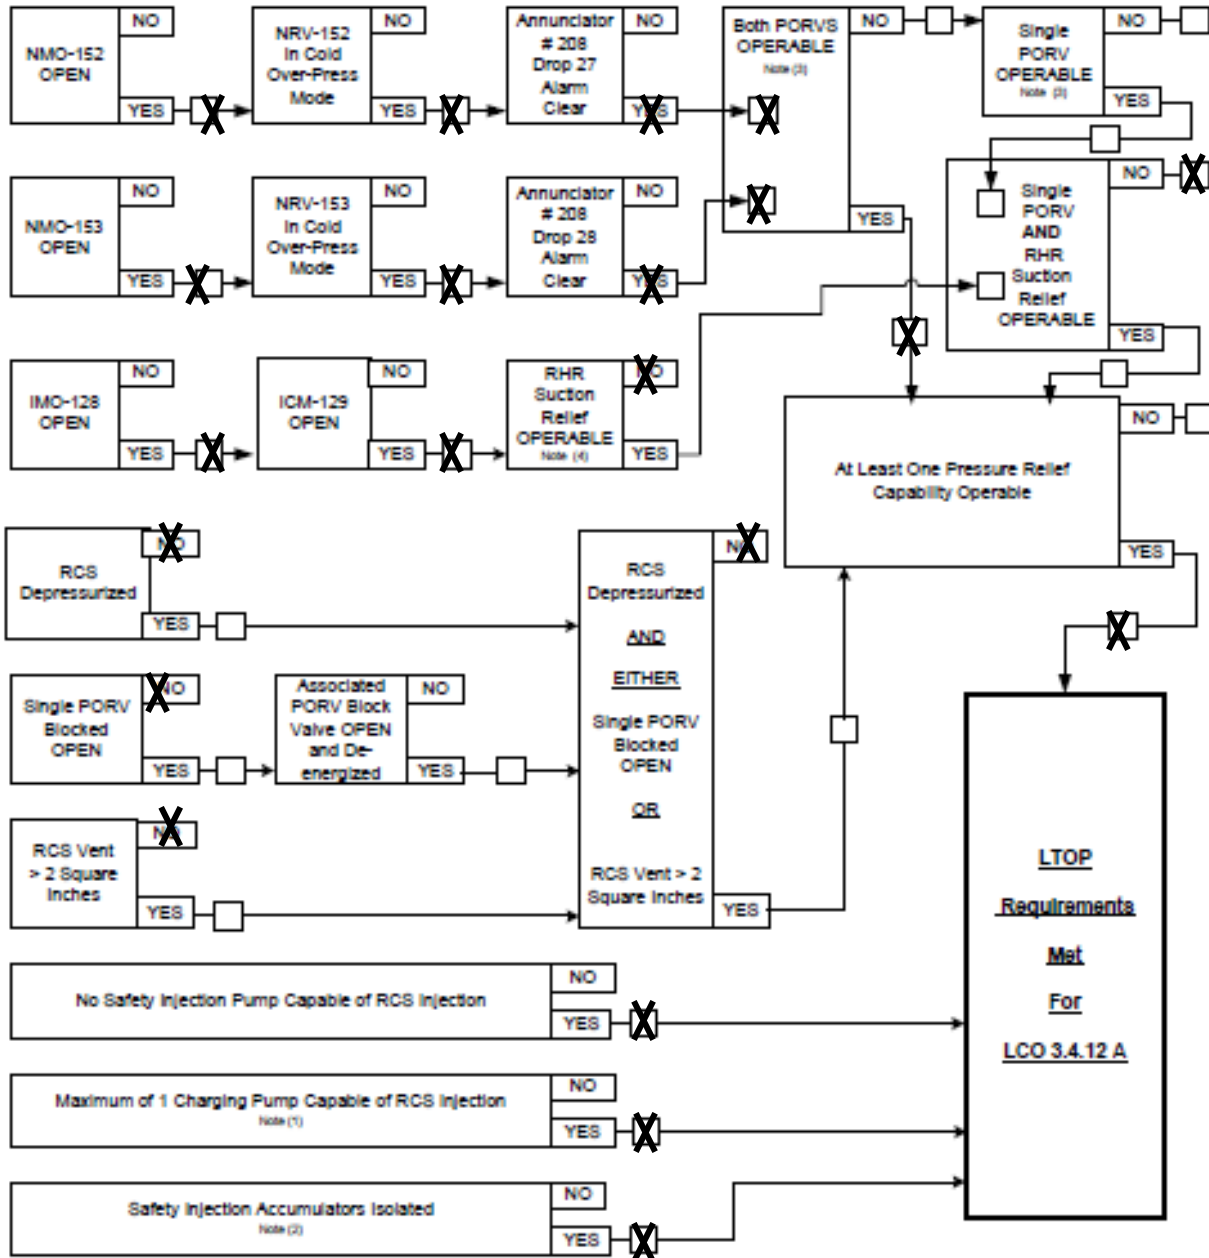 NMO-152
OPEN
NO
YES
NRV-152
In Cold
Over-Press
Mode
NO
YES
Annunciator
# 208
Drop 27
Alarm
Clear
NO
YES
Both PORVS
OPERABLE
Note (3)
NO
YES
Single
PORV
OPERABLE
Note (3)
NO
YES
NMO-153
OPEN
NO
YES
NRV-153
In Cold
Over-Press
Mode
NO
YES
Annunciator
# 208
Drop 28
Alarm
Clear
NO
YES
Single
PORV
AND
RHR
Suction
Relief
OPERABLE
NO
YES
IMO-128
OPEN
NO
YES
ICM-129
OPEN
NO
YES
RHR
Suction
Relief
OPERABLE
Note (4)
NO
YES
At Least One Pressure Relief
Capability Operable
NO
YES
RCS
Depressurized
NO
YES
Single PORV
Blocked
OPEN
NO
YES
Associated
PORV Block
Valve OPEN
and De-
energized
NO
YES
RCS Vent
> 2 Square
Inches
NO
YES
RCS
Depressurized
AND
EITHER
Single PORV
Blocked
OPEN
OR
RCS Vent > 2
Square Inches
NO
YES
No Safety Injection Pump Capable of RCS Injection
NO
YES
Maximum of 1 Charging Pump Capable of RCS Injection
Note (1)
NO
YES
Safety Injection Accumulators Isolated
Note (2)
NO
YES
LTOP
Requirements
Met
For
LCO 3.4.12 A